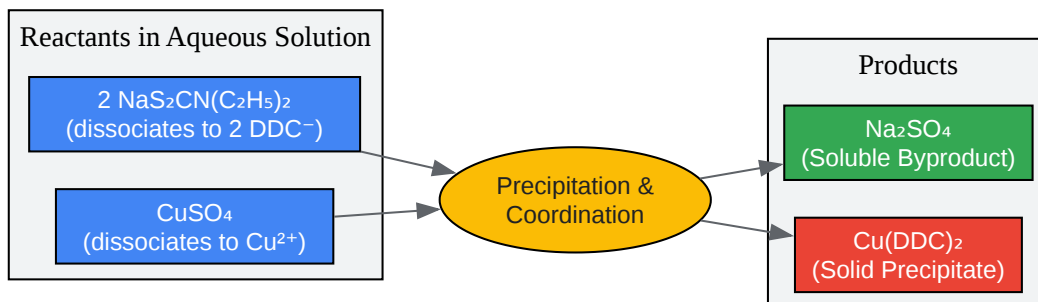 Reactants in Aqueous Solution
2 NaS₂CN(C₂H₅)₂
(dissociates to 2 DDC⁻)
CuSO₄
(dissociates to Cu²⁺)
Precipitation &
Coordination
Products
Na₂SO₄
(Soluble Byproduct)
Cu(DDC)₂
(Solid Precipitate)